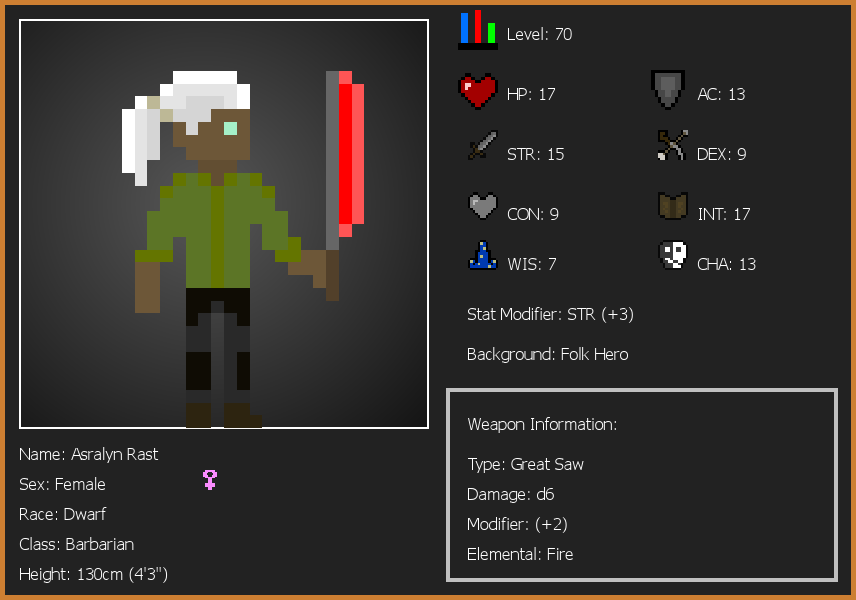 Level: 70
HP: 17
AC: 13
STR: 15
DEX: 9
CON: 9
INT: 17
WIS: 7
CHA: 13
Stat Modifier: STR (+3)
Background: Folk Hero
Weapon Information:
Type: Great Saw
Damage: d6
Modifier: (+2)
Elemental: Fire
Name: Asralyn Rast
Sex: Female
Race: Dwarf
Class: Barbarian
Height: 130cm (4'3")